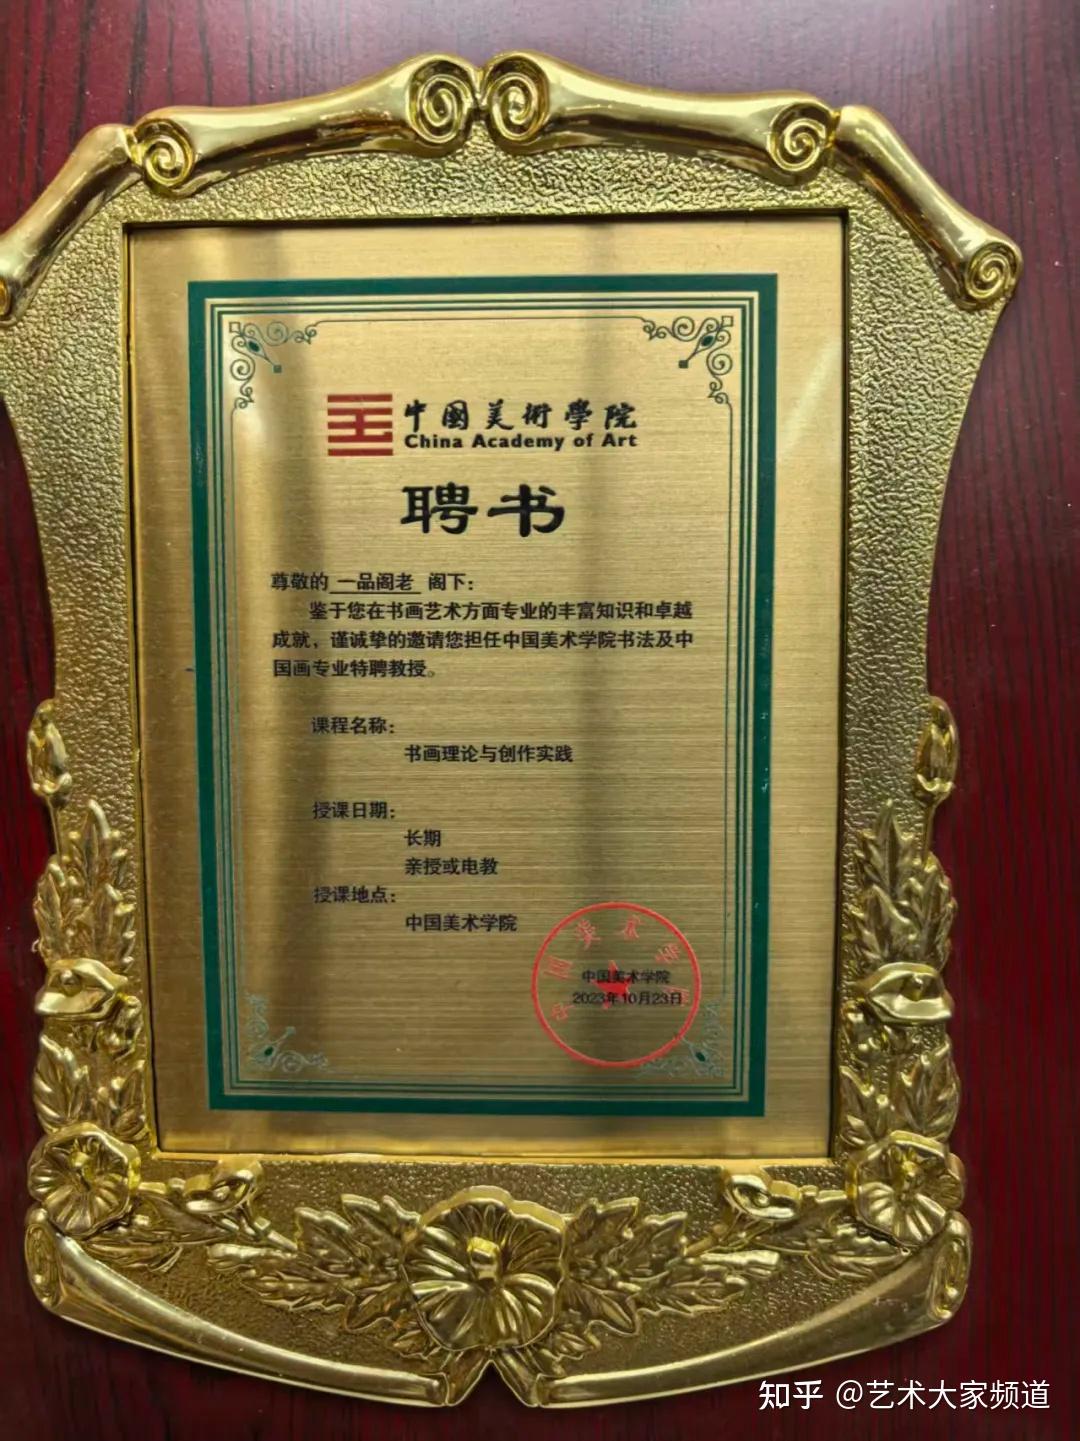 中国美術學院
China Academy of Art
聘书
尊敬的 一品阁老 阁下：
鉴于您在书画艺术方面专业的丰富知识和卓越
成就，谨诚挚的邀请您担任中国美术学院书法及中
国画专业特聘教授。
课程名称：
书画理论与创作实践
授课日期：
长期
亲授或电教
授课地点：
中国美术学院
中国美术学院
中国美术学院
2023年10月23日
知乎 @艺术大家频道